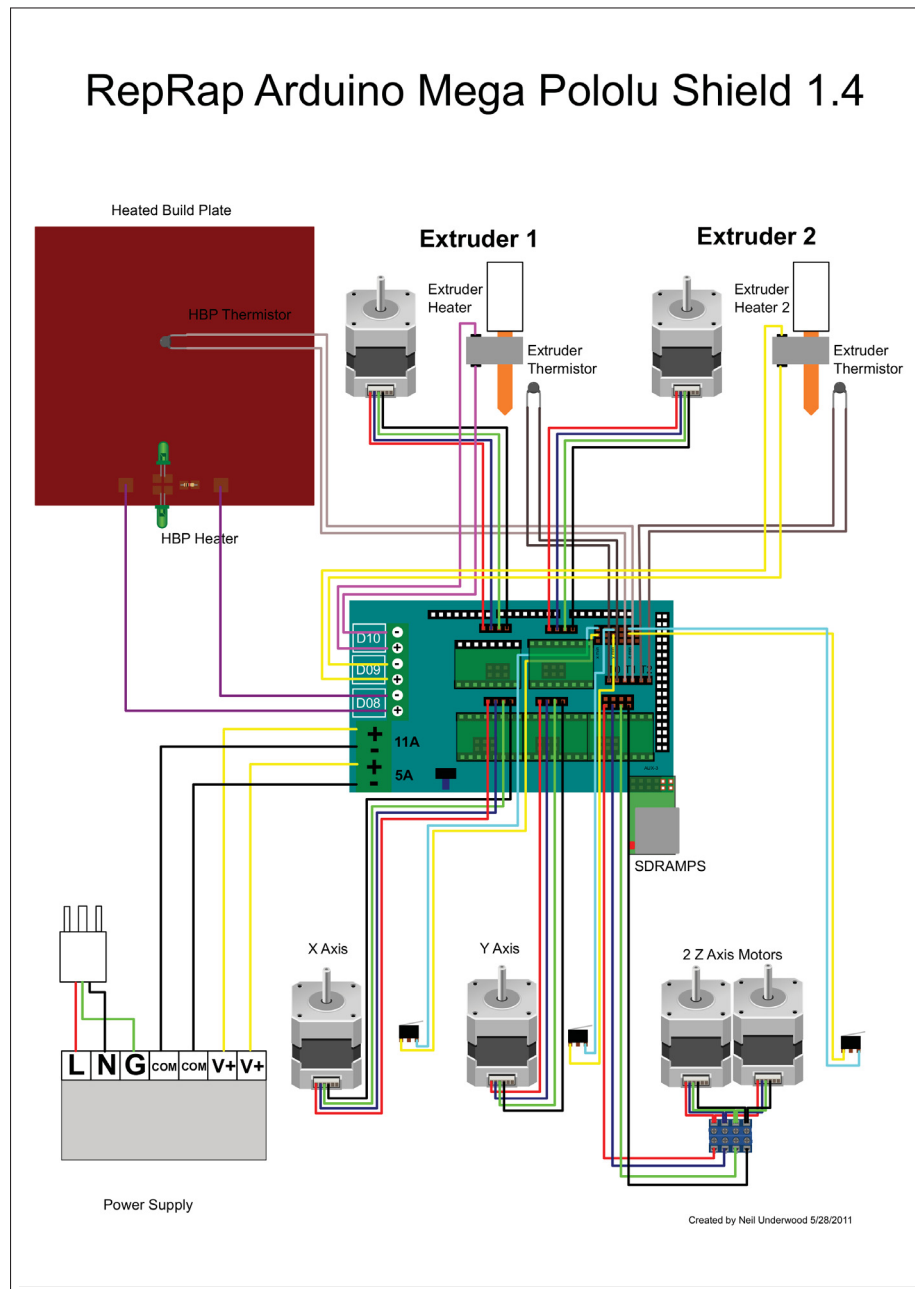 RepRap Arduino Mega Pololu Shield 1.4
Heated Build Plate
Extruder 1
Extruder 2
Extruder
Heater
Extruder
Heater 2
HBP Thermistor
Extruder
Thermistor
Extruder
Thermistor
HBP Heater
D10
-
+
D09
-
+
D08
-
+
+
-
11A
+
-
5A
SDRAMPS
X Axis
Y Axis
2 Z Axis Motors
L N G COM COM V+ V+
Power Supply
Created by Neil Underwood 5/28/2011